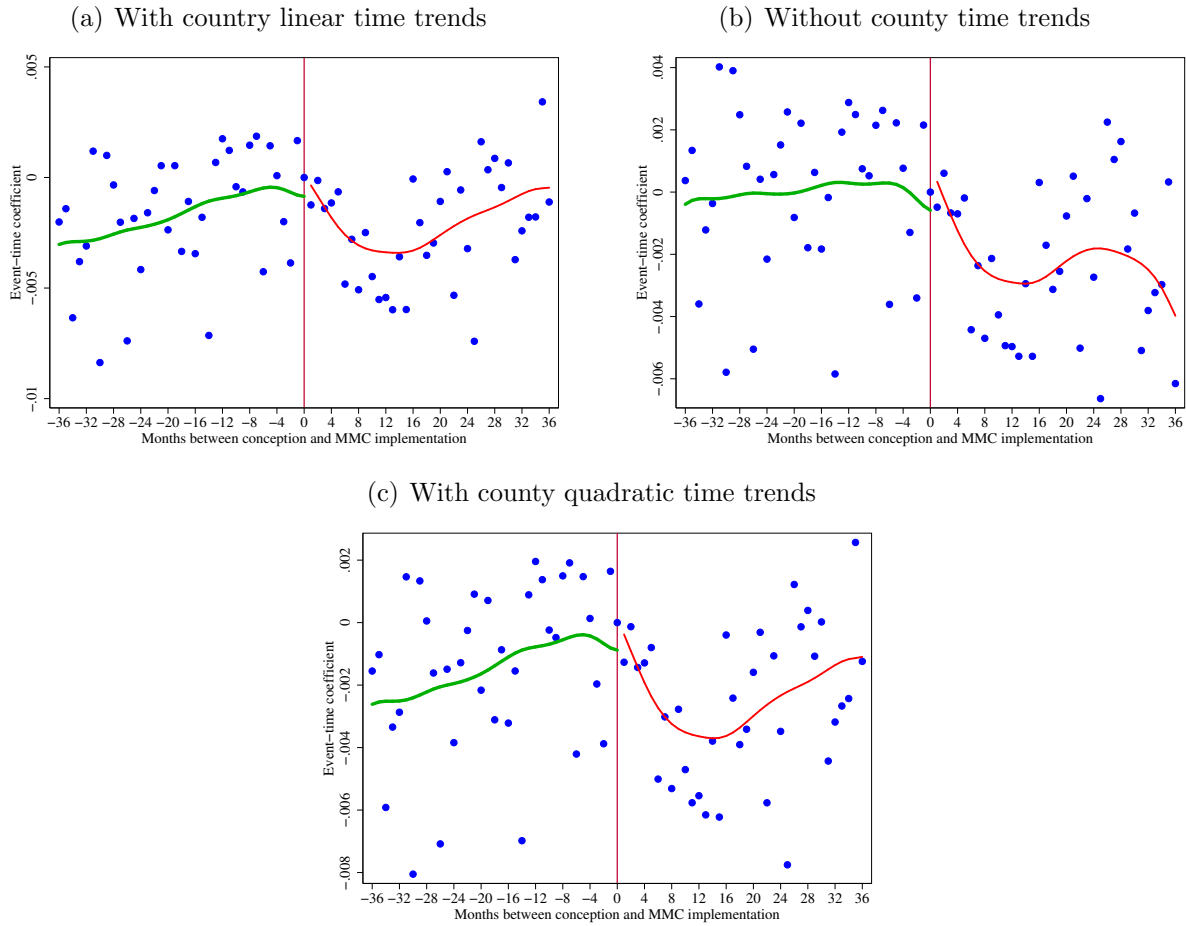 (a) With country linear time trends
(b) Without county time trends
.005
0
-.005
-.01
Event-time coefficient
-36 -32 -28 -24 -20 -16 -12 -8 -4 0 4 8 12 16 20 24 28 32 36
Months between conception and MMC implementation
.004
.002
0
-.002
-.004
-.006
Event-time coefficient
-36 -32 -28 -24 -20 -16 -12 -8 -4 0 4 8 12 16 20 24 28 32 36
Months between conception and MMC implementation
(c) With county quadratic time trends
.002
0
-.002
-.004
-.006
-.008
Event-time coefficient
-36 -32 -28 -24 -20 -16 -12 -8 -4 0 4 8 12 16 20 24 28 32 36
Months between conception and MMC implementation